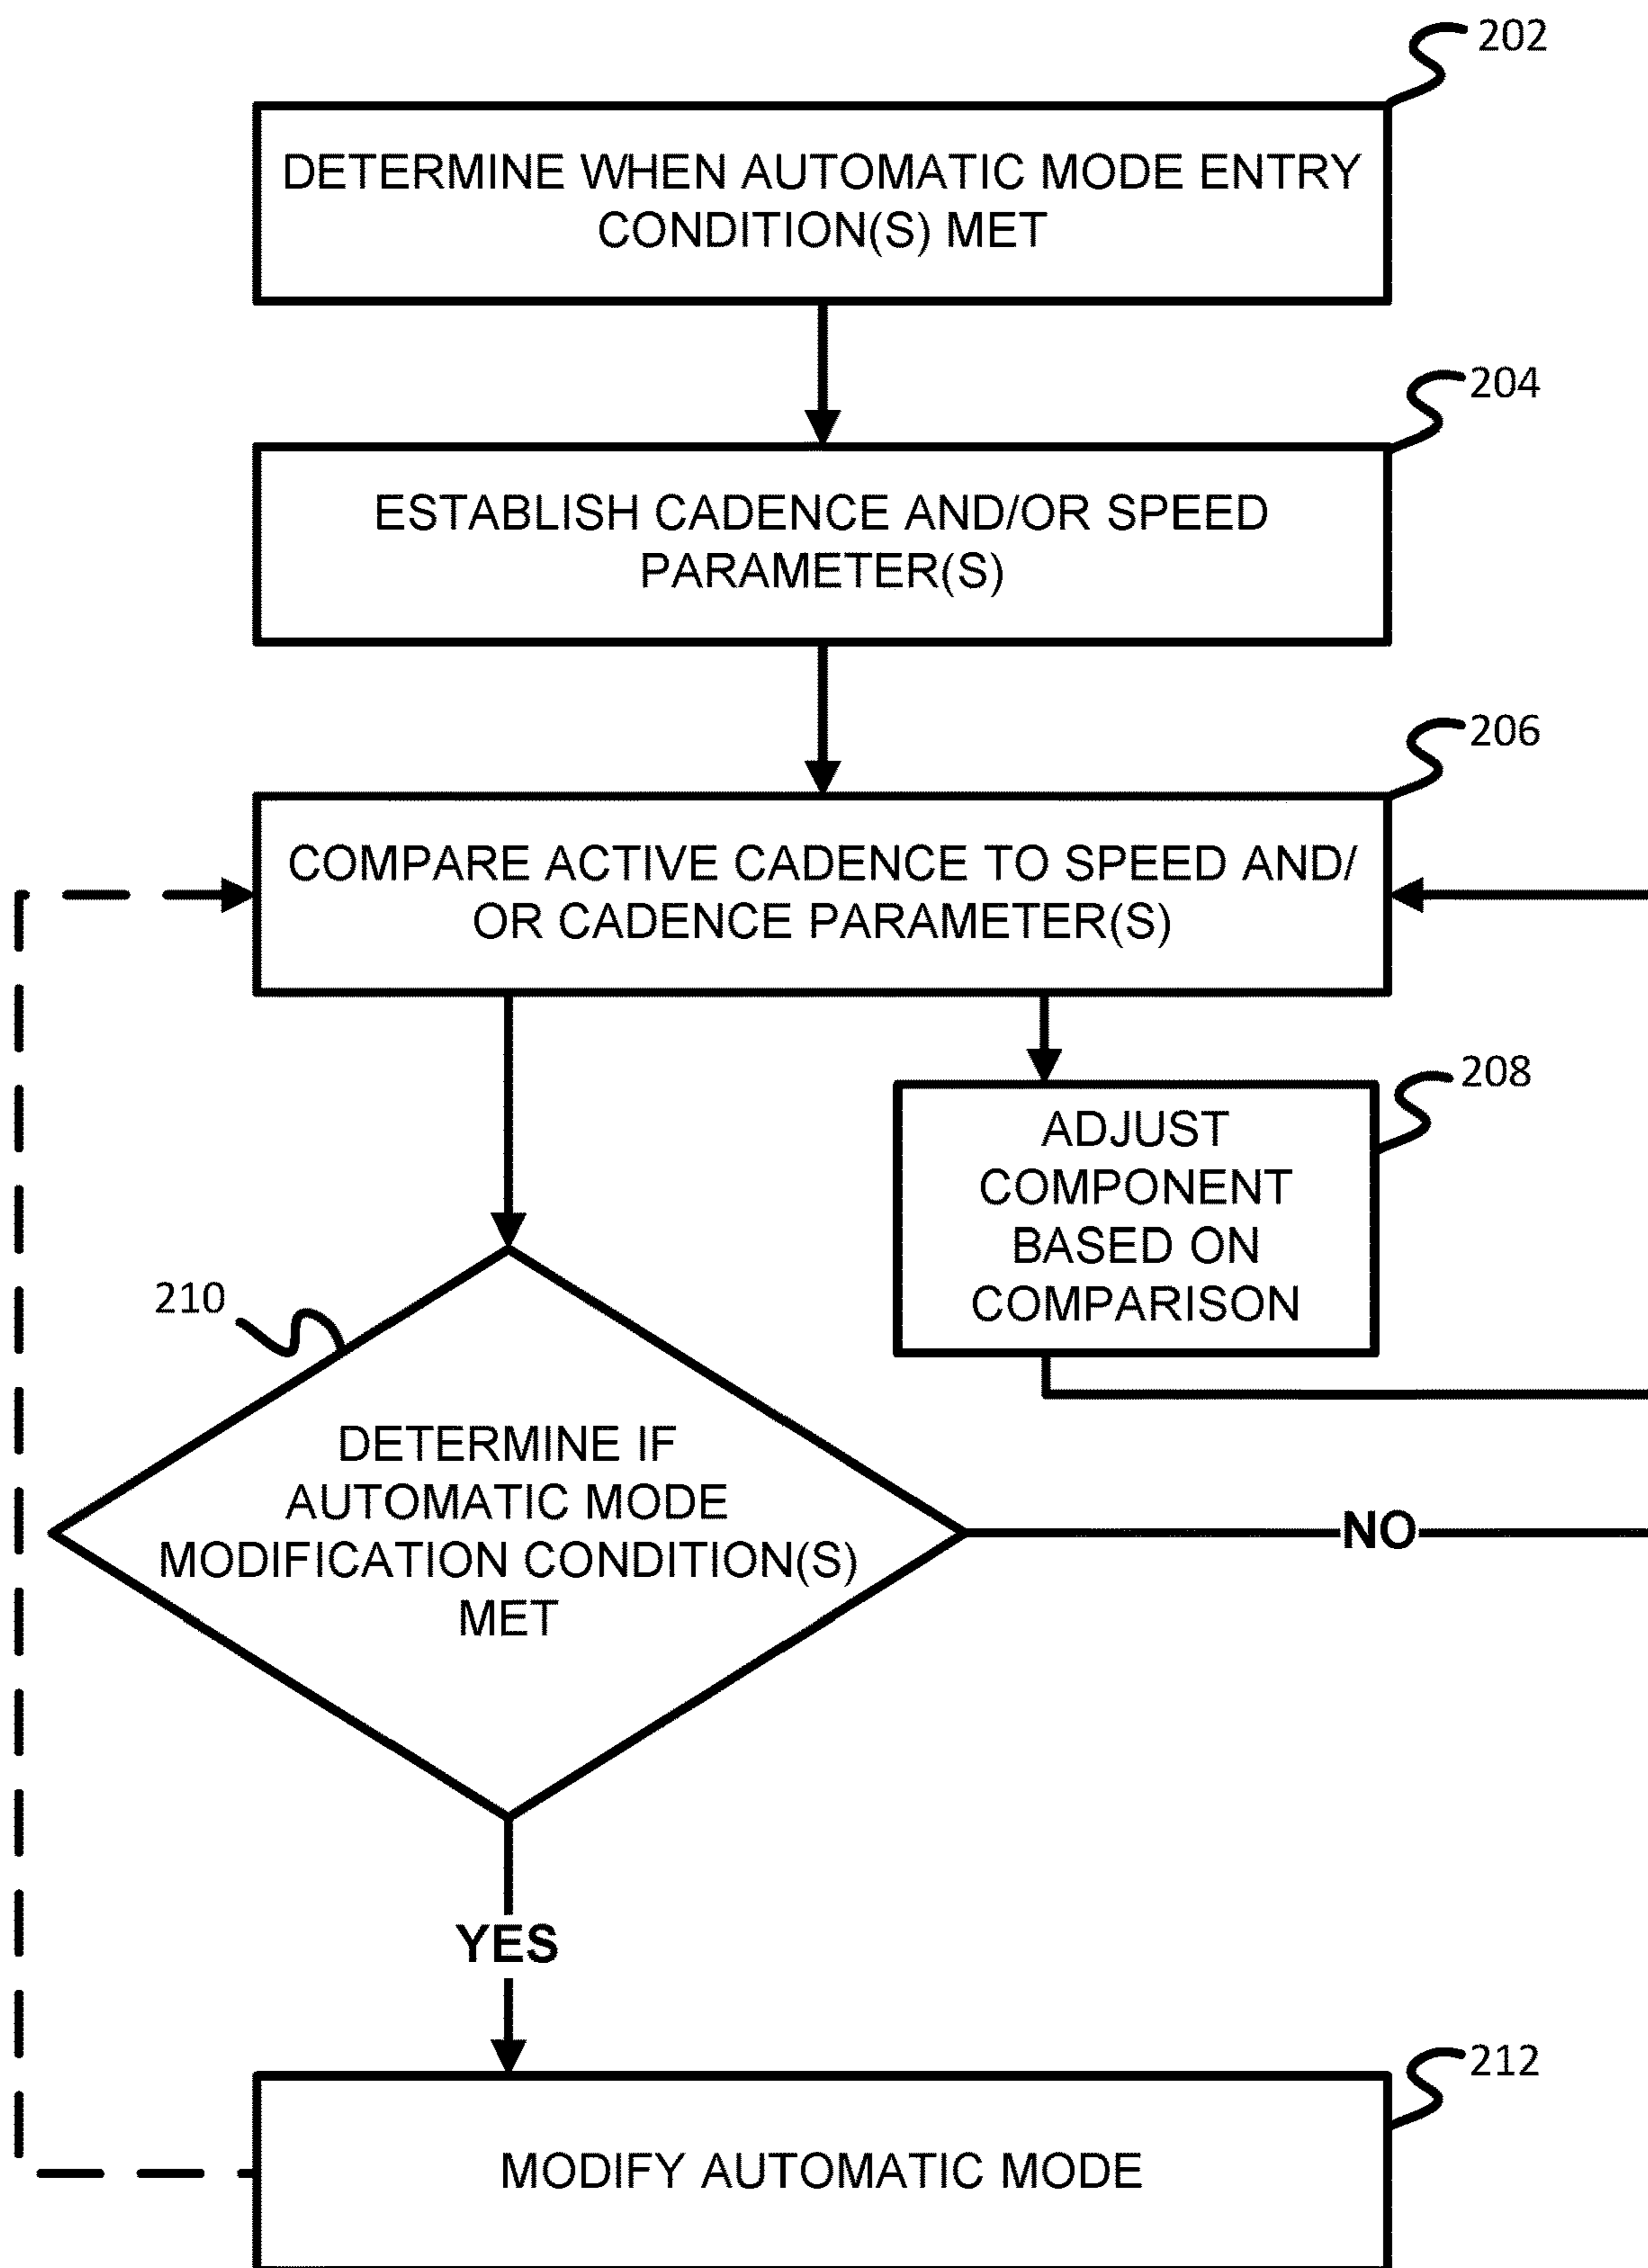 202
DETERMINE WHEN AUTOMATIC MODE ENTRY
CONDITION(S) MET
204
ESTABLISH CADENCE AND/OR SPEED
PARAMETER(S)
206
COMPARE ACTIVE CADENCE TO SPEED AND/
OR CADENCE PARAMETER(S)
208
ADJUST
COMPONENT
BASED ON
COMPARISON
210
DETERMINE IF
AUTOMATIC MODE
MODIFICATION CONDITION(S)
MET
NO
YES
212
MODIFY AUTOMATIC MODE